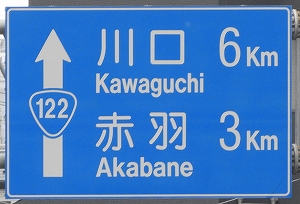 川口 6Km
Kawaguchi
122
赤羽 3Km
Akabane